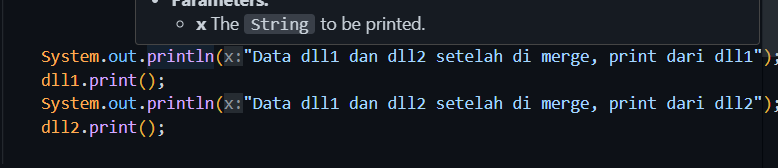 Parameters:
○ x The String to be printed.
System.out.println(x:"Data dll1 dan dll2 setelah di merge, print dari dll1");
dll1.print();
System.out.println(x:"Data dll1 dan dll2 setelah di merge, print dari dll2");
dll2.print();